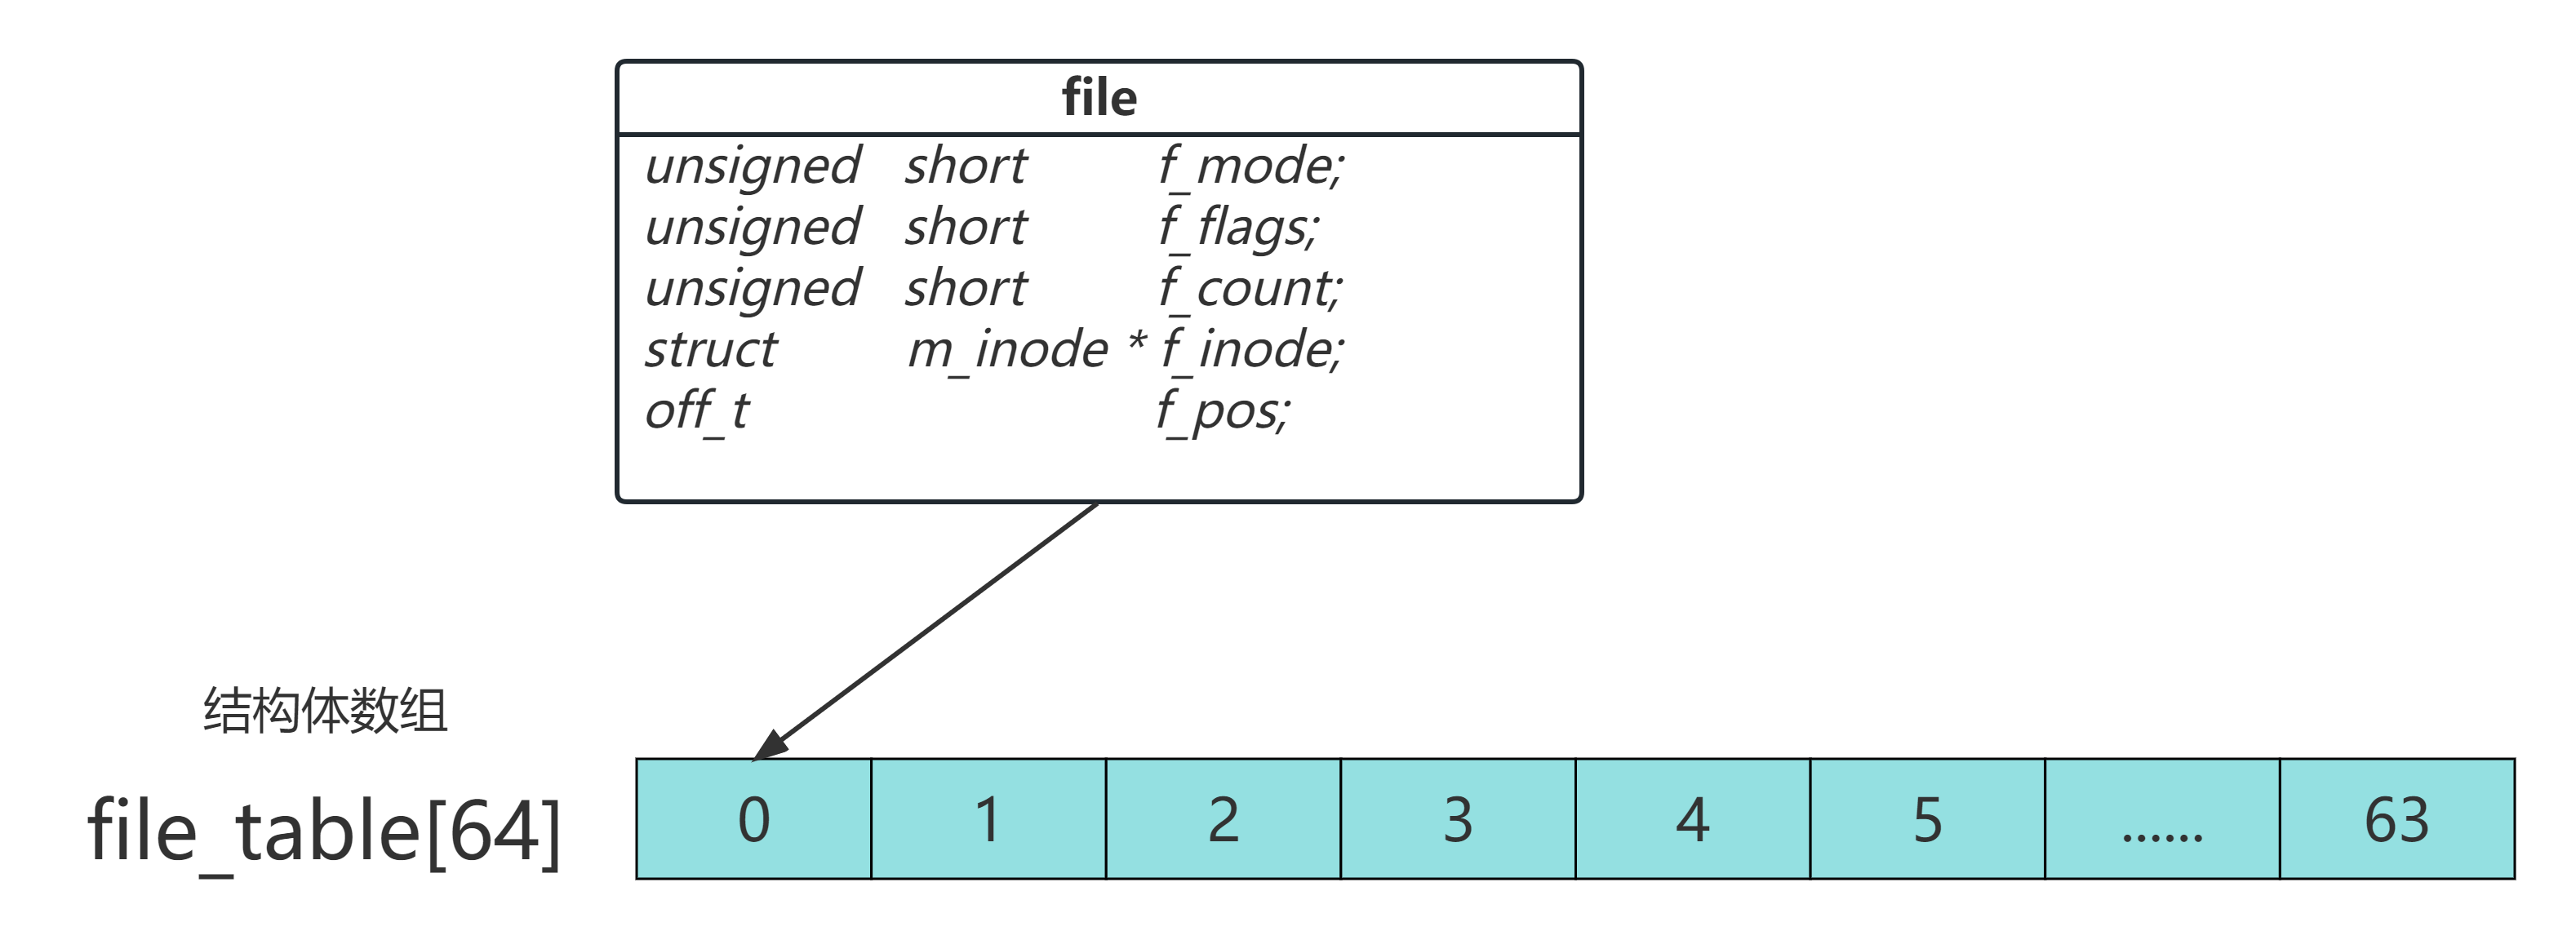 file
unsigned short f_mode;
unsigned short f_flags;
unsigned short f_count;
struct m_inode * f_inode;
off_t f_pos;
结构体数组
file_table[64]
0 1 2 3 4 5 ...... 63